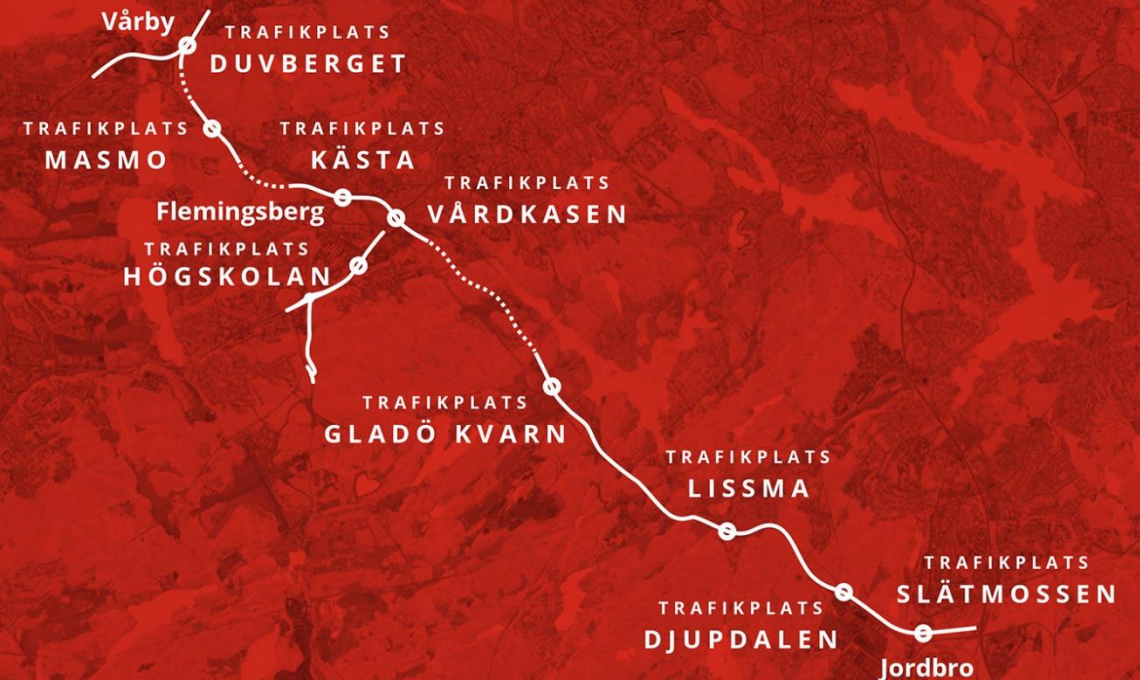 Vårby
TRAFIKPLATS
DUVBERGET
TRAFIKPLATS
MASMO
TRAFIKPLATS
KÄSTA
TRAFIKPLATS
VÅRDKASEN
Flemingsberg
TRAFIKPLATS
HÖGSKOLAN
TRAFIKPLATS
GLADÖ KVARN
TRAFIKPLATS
LISSMA
TRAFIKPLATS
SLÄTMOSSEN
TRAFIKPLATS
DJUPDALEN
Jordbro